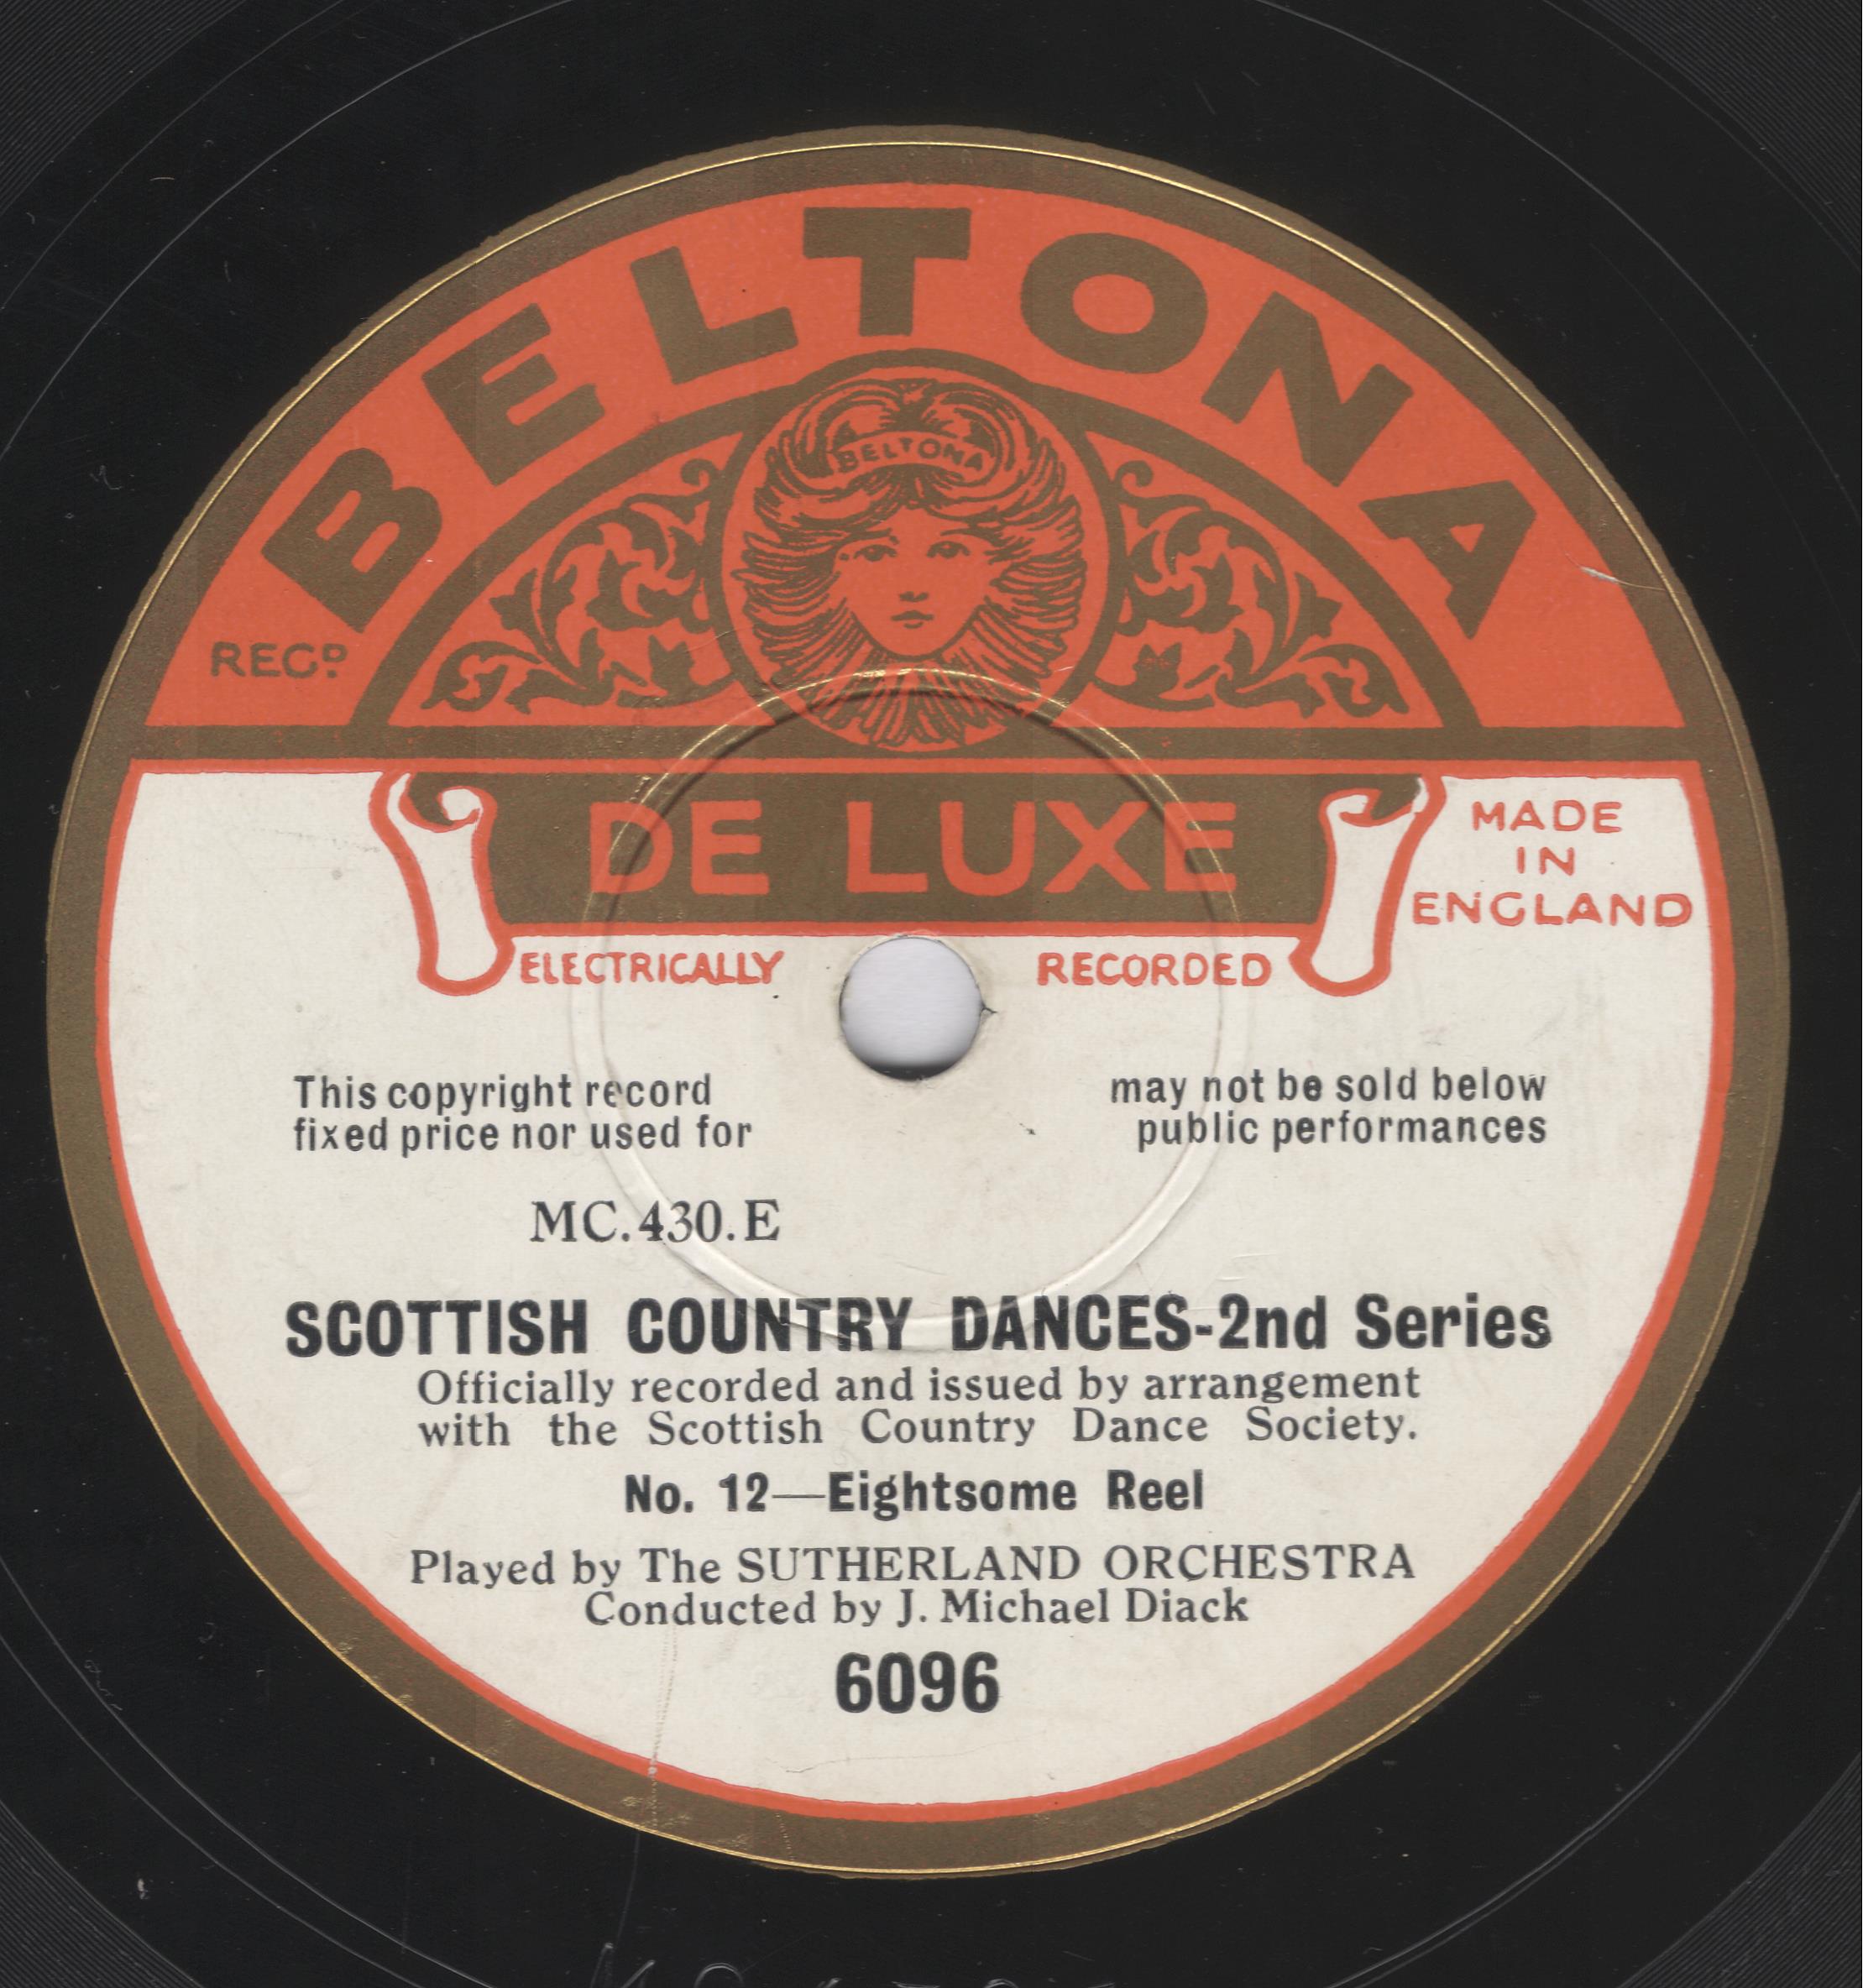 BELTONA
BELTONA
REGD
DE LUXE
MADE
IN
ENGLAND
ELECTRICALLY RECORDED
This copyright record may not be sold below
fixed price nor used for public performances
MC.430.E
SCOTTISH COUNTRY DANCES-2nd Series
Officially recorded and issued by arrangement
with the Scottish Country Dance Society.
No. 12—Eightsome Reel
Played by The SUTHERLAND ORCHESTRA
Conducted by J. Michael Diack
6096